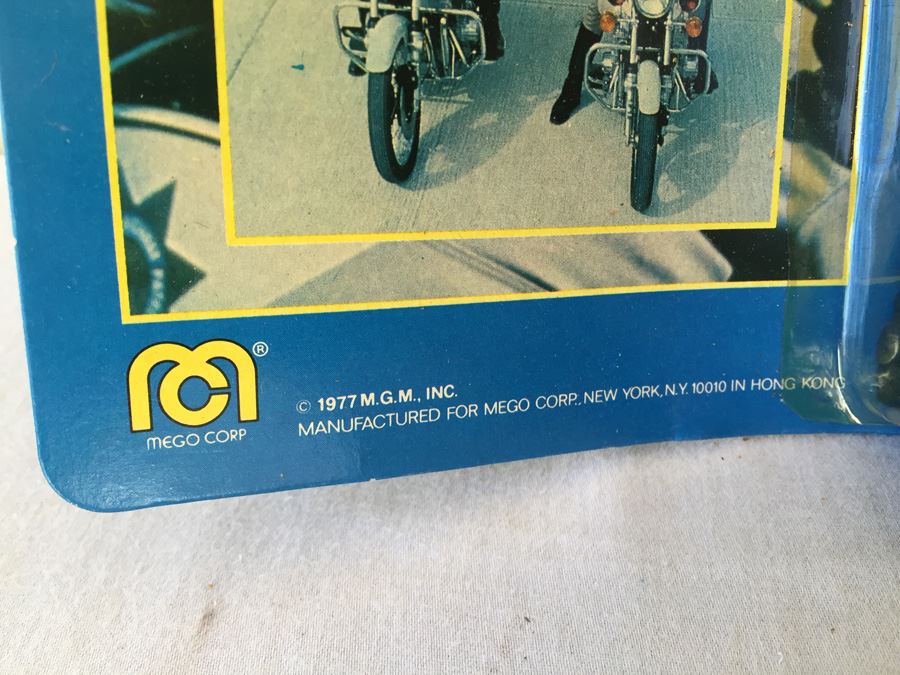 ®
MEGO CORP
© 1977 M.G.M., INC.
MANUFACTURED FOR MEGO CORP., NEW YORK, N.Y. 10010 IN HONG KONG